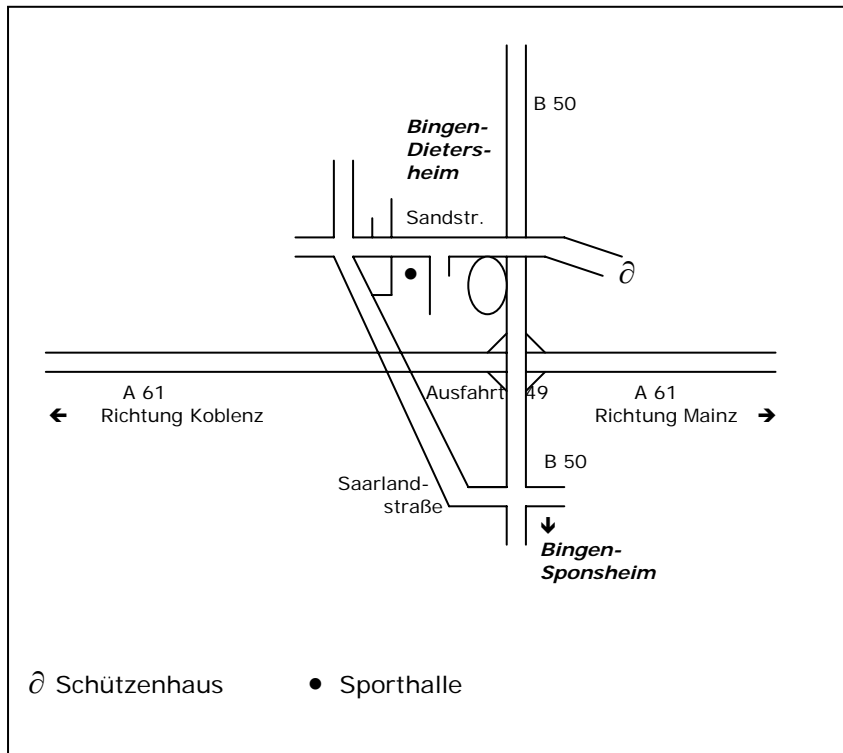 B 50
Bingen-
Dieters-
heim
Sandstr.
∂
A 61
Richtung Koblenz
←
Ausfahrt 49
A 61
Richtung Mainz →
B 50
Saarland-
straße
↓
Bingen-
Sponsheim
∂ Schützenhaus
● Sporthalle